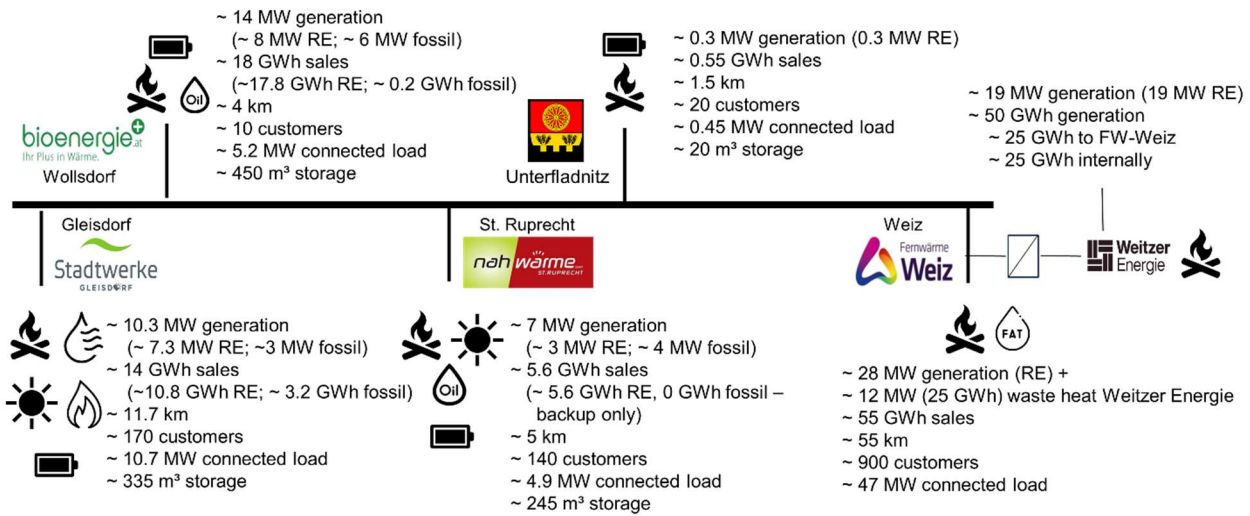 ~ 14 MW generation
(~ 8 MW RE; ~ 6 MW fossil)
~ 18 GWh sales
(~17.8 GWh RE; ~ 0.2 GWh fossil)
~ 4 km
~ 10 customers
~ 5.2 MW connected load
~ 450 m³ storage
Oil
bioenergie.at
Ihr Plus in Wärme.
Wollsdorf
~ 0.3 MW generation (0.3 MW RE)
~ 0.55 GWh sales
~ 1.5 km
~ 20 customers
~ 0.45 MW connected load
~ 20 m³ storage
Unterfladnitz
~ 19 MW generation (19 MW RE)
~ 50 GWh generation
~ 25 GWh to FW-Weiz
~ 25 GWh internally
Gleisdorf
Stadtwerke
GLEISDORF
~ 10.3 MW generation
(~ 7.3 MW RE; ~3 MW fossil)
~ 14 GWh sales
(~10.8 GWh RE; ~ 3.2 GWh fossil)
~ 11.7 km
~ 170 customers
~ 10.7 MW connected load
~ 335 m³ storage
St. Ruprecht
nahwärme
ST.RUPRECHT
Oil
~ 7 MW generation
(~ 3 MW RE; ~ 4 MW fossil)
~ 5.6 GWh sales
(~ 5.6 GWh RE, 0 GWh fossil –
backup only)
~ 5 km
~ 140 customers
~ 4.9 MW connected load
~ 245 m³ storage
Weiz
Fernwärme
Weiz
Weitzer
Energie
FAT
~ 28 MW generation (RE) +
~ 12 MW (25 GWh) waste heat Weitzer Energie
~ 55 GWh sales
~ 55 km
~ 900 customers
~ 47 MW connected load